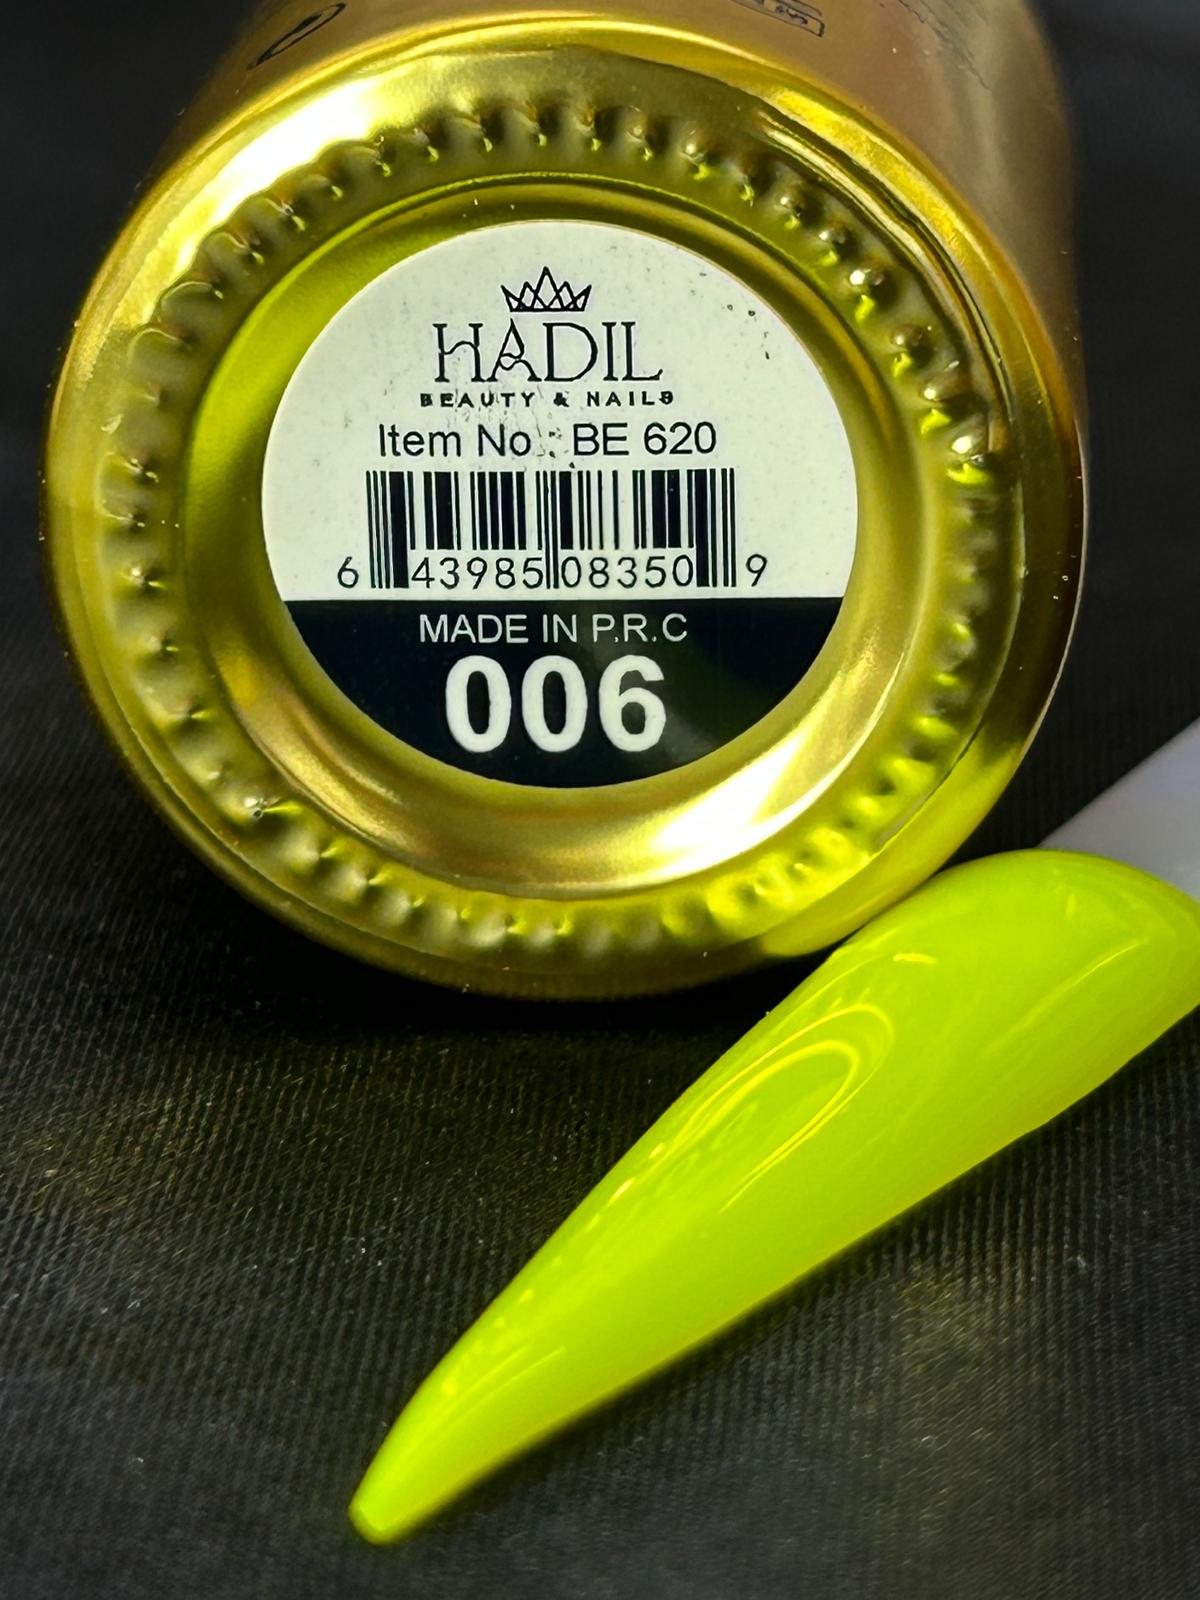 HADIL
BEAUTY & NAILS
Item No.: BE 620
6 43985 08350 9
MADE IN P.R.C
006